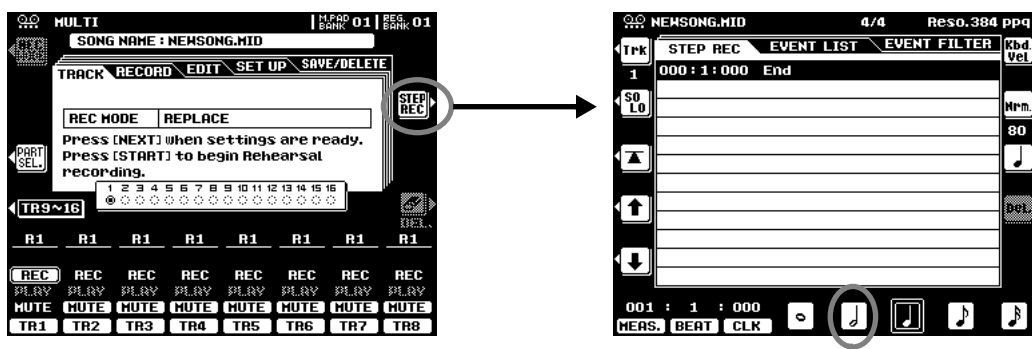 MULTI M.PAD BANK 01 REG. BANK 01
SONG NAME : NEWSONG.MID
TRACK RECORD EDIT SET UP SAVE/DELETE
STEP REC
REC MODE REPLACE
Press [NEXT] when settings are ready.
Press [START] to begin Rehearsal
recording.
PART SEL.
1 2 3 4 5 6 7 8 9 10 11 12 13 14 15 16
TR9~16
DEL.
R1 R1 R1 R1 R1 R1 R1 R1
REC REC REC REC REC REC REC REC
PLAY PLAY PLAY PLAY PLAY PLAY PLAY PLAY
MUTE MUTE MUTE MUTE MUTE MUTE MUTE MUTE
TR1 TR2 TR3 TR4 TR5 TR6 TR7 TR8
NEWSONG.MID 4/4 Reso.384 ppq
Trk STEP REC EVENT LIST EVENT FILTER Kbd. Vel.
1 000:1:000 End
SO LO
Nrm.
80
Del.
001 : 1 : 000
MEAS. BEAT CLK